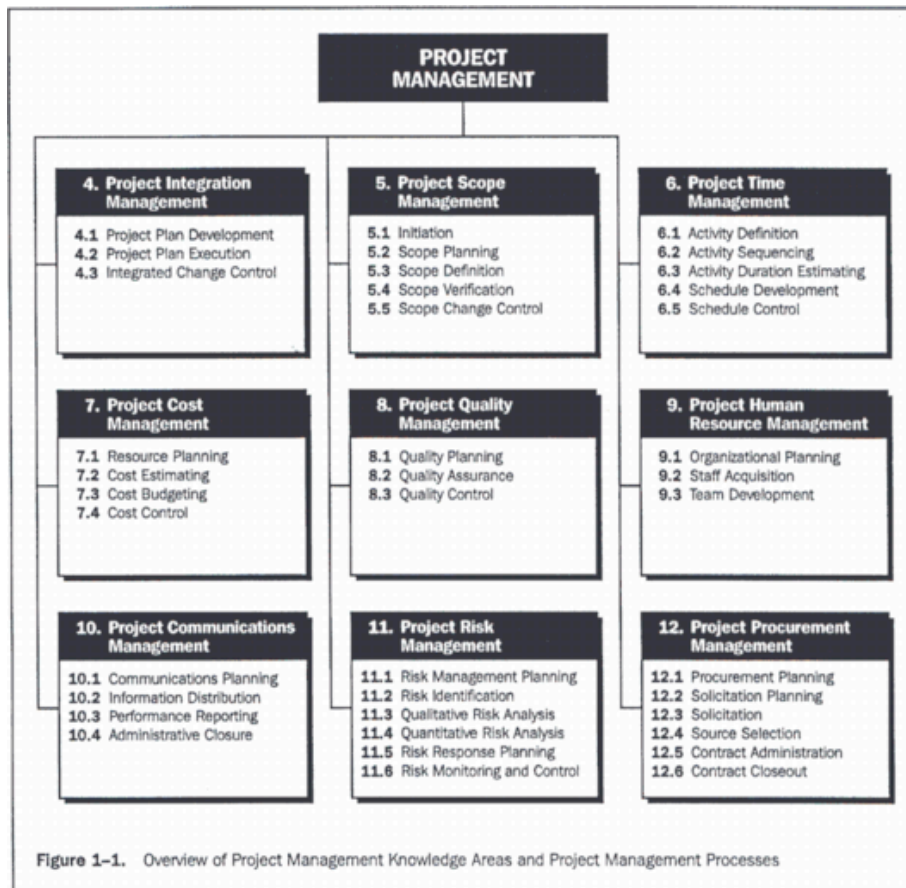 PROJECT
MANAGEMENT
4. Project Integration
Management
4.1 Project Plan Development
4.2 Project Plan Execution
4.3 Integrated Change Control
5. Project Scope
Management
5.1 Initiation
5.2 Scope Planning
5.3 Scope Definition
5.4 Scope Verification
5.5 Scope Change Control
6. Project Time
Management
6.1 Activity Definition
6.2 Activity Sequencing
6.3 Activity Duration Estimating
6.4 Schedule Development
6.5 Schedule Control
7. Project Cost
Management
7.1 Resource Planning
7.2 Cost Estimating
7.3 Cost Budgeting
7.4 Cost Control
8. Project Quality
Management
8.1 Quality Planning
8.2 Quality Assurance
8.3 Quality Control
9. Project Human
Resource Management
9.1 Organizational Planning
9.2 Staff Acquisition
9.3 Team Development
10. Project Communications
Management
10.1 Communications Planning
10.2 Information Distribution
10.3 Performance Reporting
10.4 Administrative Closure
11. Project Risk
Management
11.1 Risk Management Planning
11.2 Risk Identification
11.3 Qualitative Risk Analysis
11.4 Quantitative Risk Analysis
11.5 Risk Response Planning
11.6 Risk Monitoring and Control
12. Project Procurement
Management
12.1 Procurement Planning
12.2 Solicitation Planning
12.3 Solicitation
12.4 Source Selection
12.5 Contract Administration
12.6 Contract Closeout
Figure 1–1. Overview of Project Management Knowledge Areas and Project Management Processes